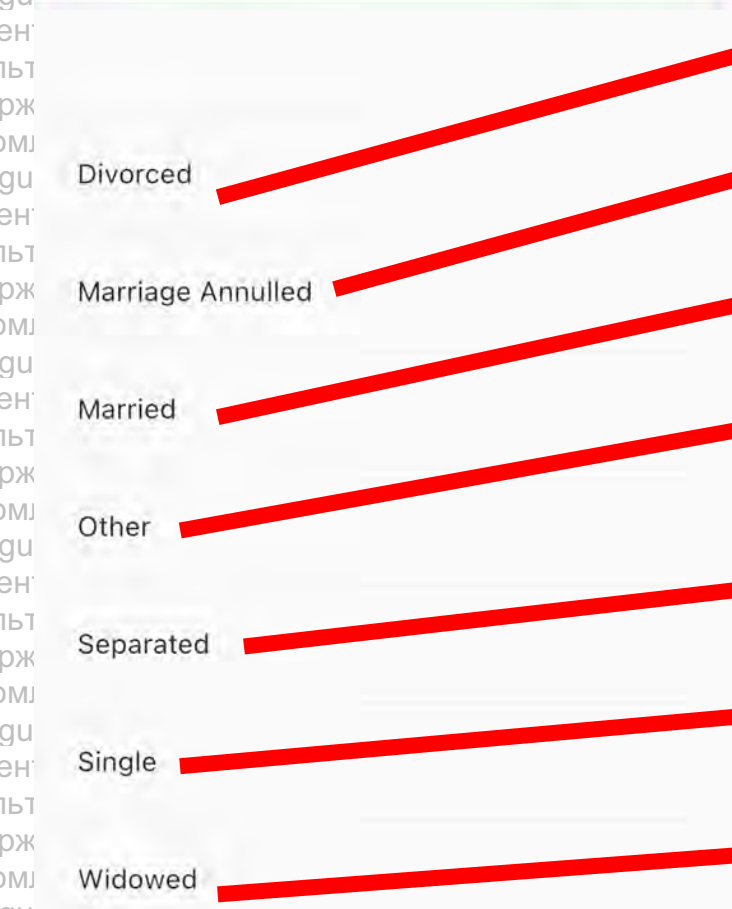 Divorced
Marriage Annulled
Married
Other
Separated
Single
Widowed